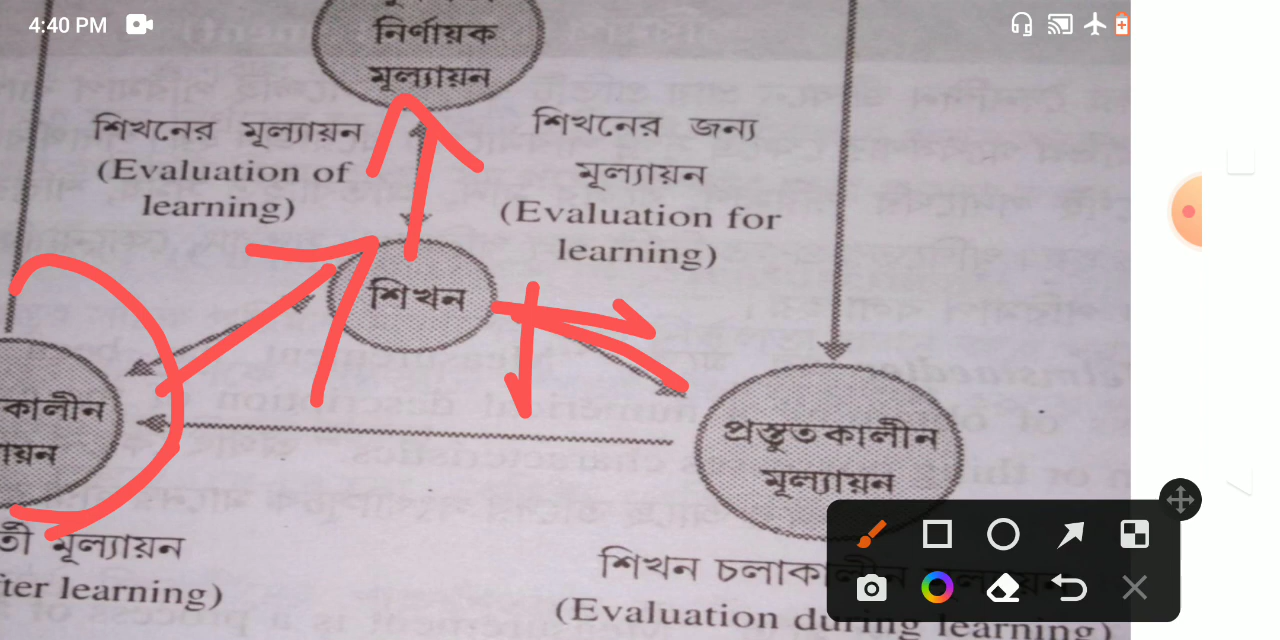 4:40 PM
নির্ণায়ক
মূল্যায়ন
শিখনের মূল্যায়ন
(Evaluation of
learning)
শিখনের জন্য
মূল্যায়ন
(Evaluation for
learning)
শিখন
কালীন
ায়ন
প্রস্তুতকালীন
মূল্যায়ন
তী মূল্যায়ন
ter learning)
শিখন চলাকালীন মূল্যায়ন
(Evaluation during learning)